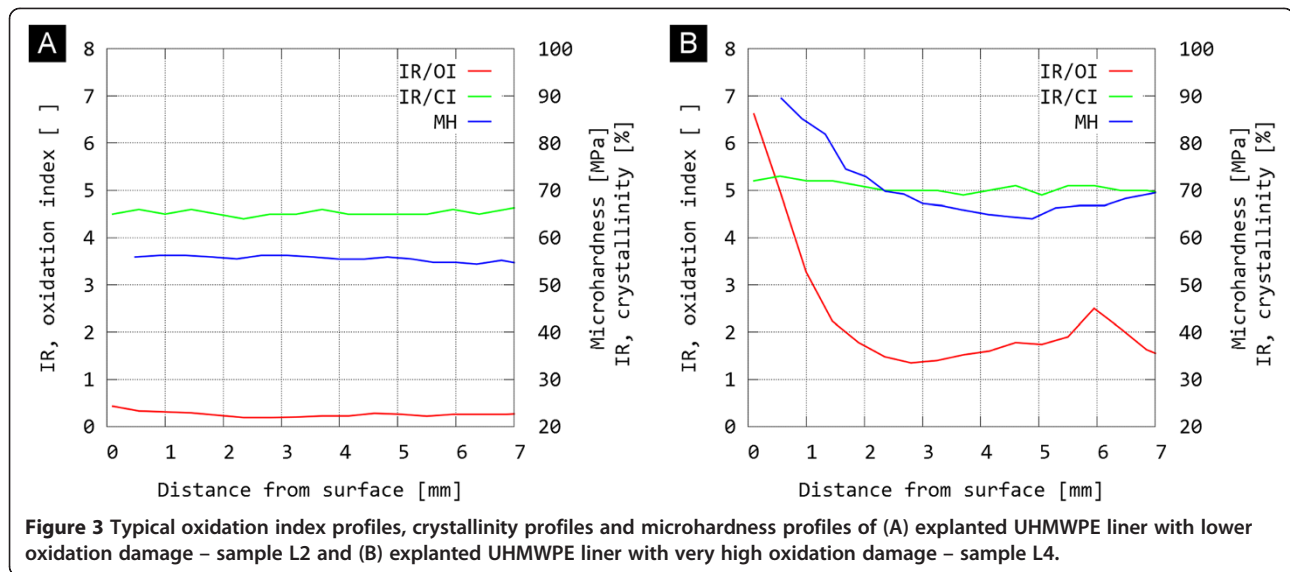 A
IR/OI
IR/CI
MH
IR, oxidation index [ ]
8
7
6
5
4
3
2
1
0
100
90
80
70
60
50
40
30
20
Microhardness [MPa]
IR, crystallinity [%]
0 1 2 3 4 5 6 7
Distance from surface [mm]
B
IR/OI
IR/CI
MH
IR, oxidation index [ ]
8
7
6
5
4
3
2
1
0
100
90
80
70
60
50
40
30
20
Microhardness [MPa]
IR, crystallinity [%]
0 1 2 3 4 5 6 7
Distance from surface [mm]
Figure 3 Typical oxidation index profiles, crystallinity profiles and microhardness profiles of (A) explanted UHMWPE liner with lower
oxidation damage – sample L2 and (B) explanted UHMWPE liner with very high oxidation damage – sample L4.